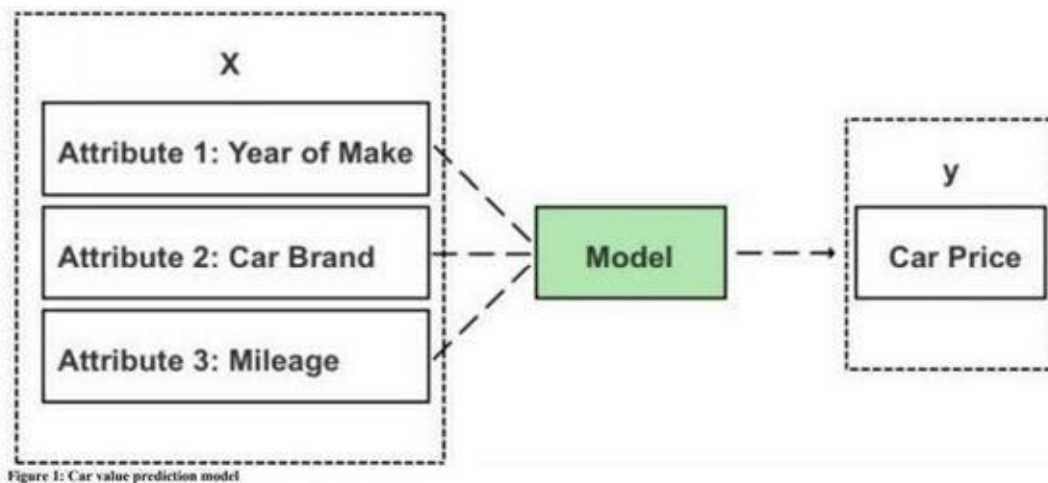 X
Attribute 1: Year of Make
Attribute 2: Car Brand
Attribute 3: Mileage
Model
y
Car Price
Figure 1: Car value prediction model